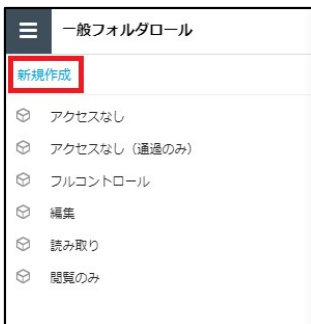 一般フォルダロール
新規作成
アクセスなし
アクセスなし（通過のみ）
フルコントロール
編集
読み取り
閲覧のみ